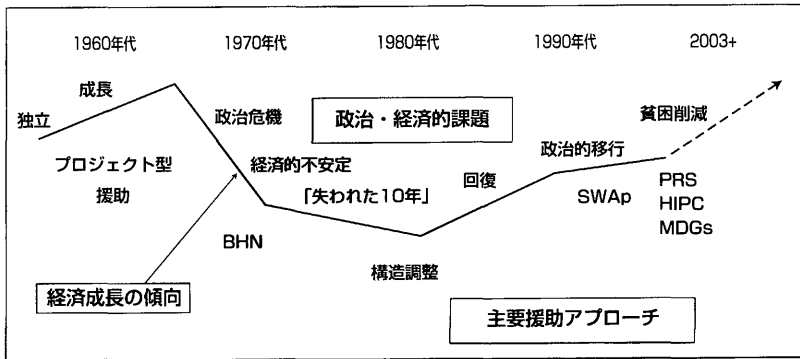 1960年代 1970年代 1980年代 1990年代 2003+
成長
独立
政治危機
政治・経済的課題
貧困削減
プロジェクト型
援助
経済的不安定
政治的移行
「失われた10年」
回復
SWAp
PRS
HIPC
MDGs
BHN
構造調整
経済成長の傾向
主要援助アプローチ